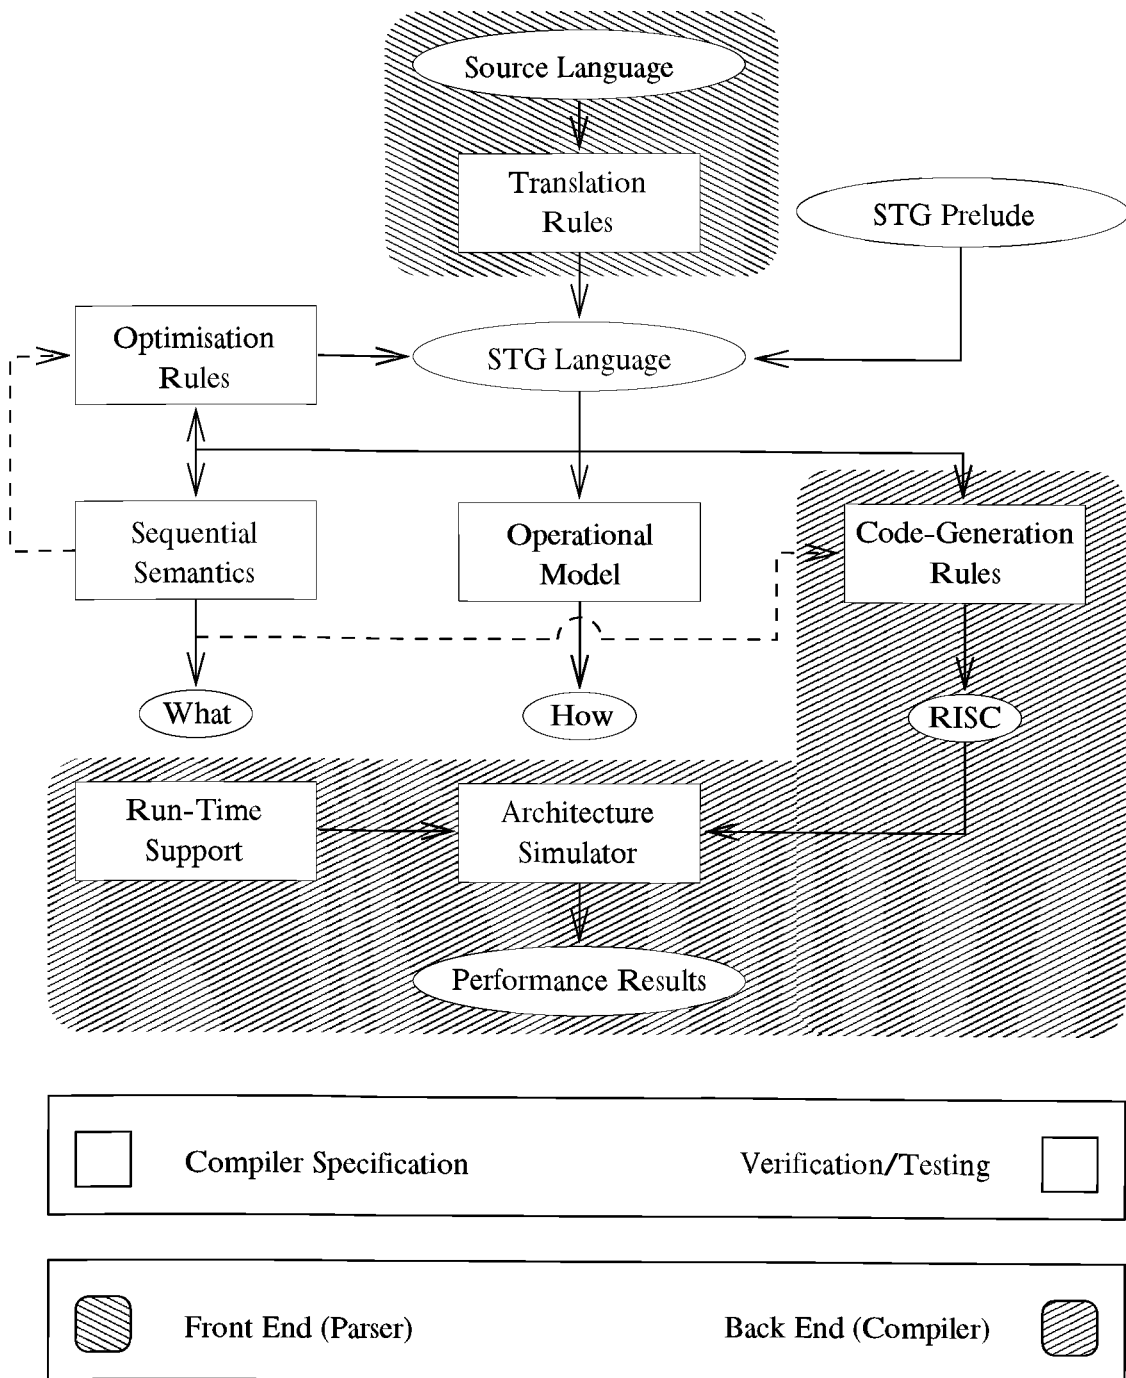 Source Language
Translation
Rules
STG Prelude
Optimisation
Rules
STG Language
Sequential
Semantics
Operational
Model
Code-Generation
Rules
What
How
RISC
Run-Time
Support
Architecture
Simulator
Performance Results
Compiler Specification
Verification/Testing
Front End (Parser)
Back End (Compiler)